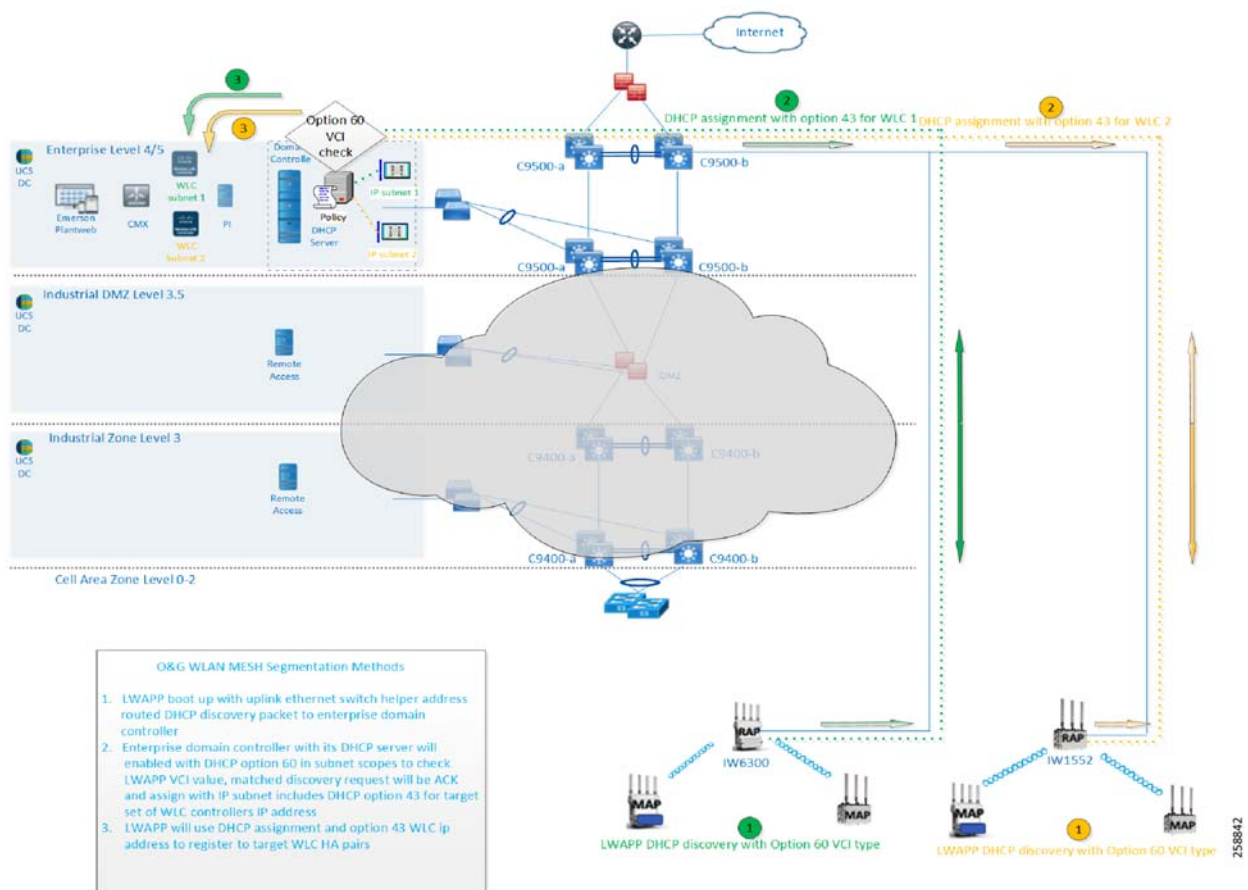 Internet
3
2
2
3
Option 60
VCI
check
DHCP assignment with option 43 for WLC 1
DHCP assignment with option 43 for WLC 2
Enterprise Level 4/5
UCS
DC
Domain
Controlle
C9500-a
C9500-b
WLC
subnet 1
IP subnet 1
Emerson
Plantweb
CMX
WLC
Subnet 2
PI
Policy
DHCP
Server
IP subnet 2
C9500-a
C9500-b
Industrial DMZ Level 3.5
UCS
DC
Remote
Access
DMZ
Industrial Zone Level 3
UCS
DC
C9400-a
C9400-b
Remote
Access
C9400-a
C9400-b
Cell Area Zone Level 0-2
O&G WLAN MESH Segmentation Methods
1. LWAPP boot up with uplink ethernet switch helper address
routed DHCP discovery packet to enterprise domain
controller
2. Enterprise domain controller with its DHCP server will
enabled with DHCP option 60 in subnet scopes to check
LWAPP VCI value, matched discovery request will be ACK
and assign with IP subnet includes DHCP option 43 for target
set of WLC controllers IP address
3. LWAPP will use DHCP assignment and option 43 WLC ip
address to register to target WLC HA pairs
RAP
IW6300
RAP
IW1552
MAP
MAP
MAP
MAP
1
1
LWAPP DHCP discovery with Option 60 VCI type
LWAPP DHCP discovery with Option 60 VCI type
258842